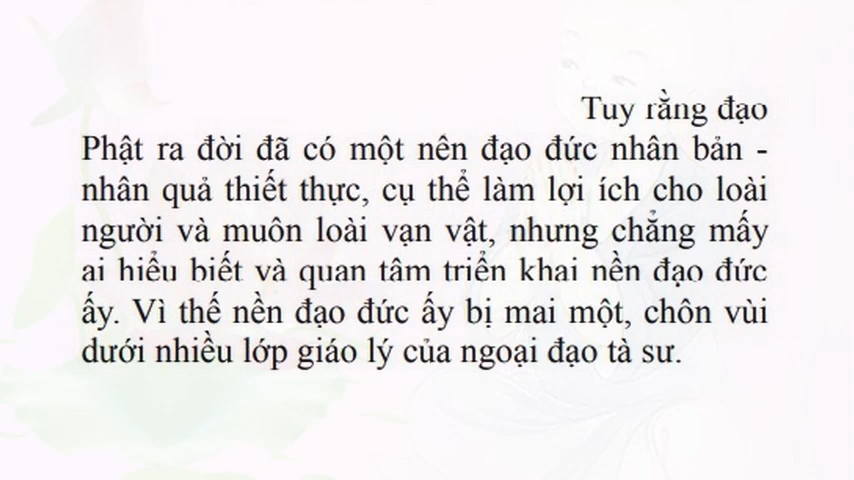 Tuy rằng đạo
Phật ra đời đã có một nên đạo đức nhân bản -
nhân quả thiết thực, cụ thể làm lợi ích cho loài
người và muôn loài vạn vật, nhưng chẳng mấy
ai hiểu biết và quan tâm triển khai nền đạo đức
ấy. Vì thế nền đạo đức ấy bị mai một, chôn vùi
dưới nhiều lớp giáo lý của ngoại đạo tà sư.